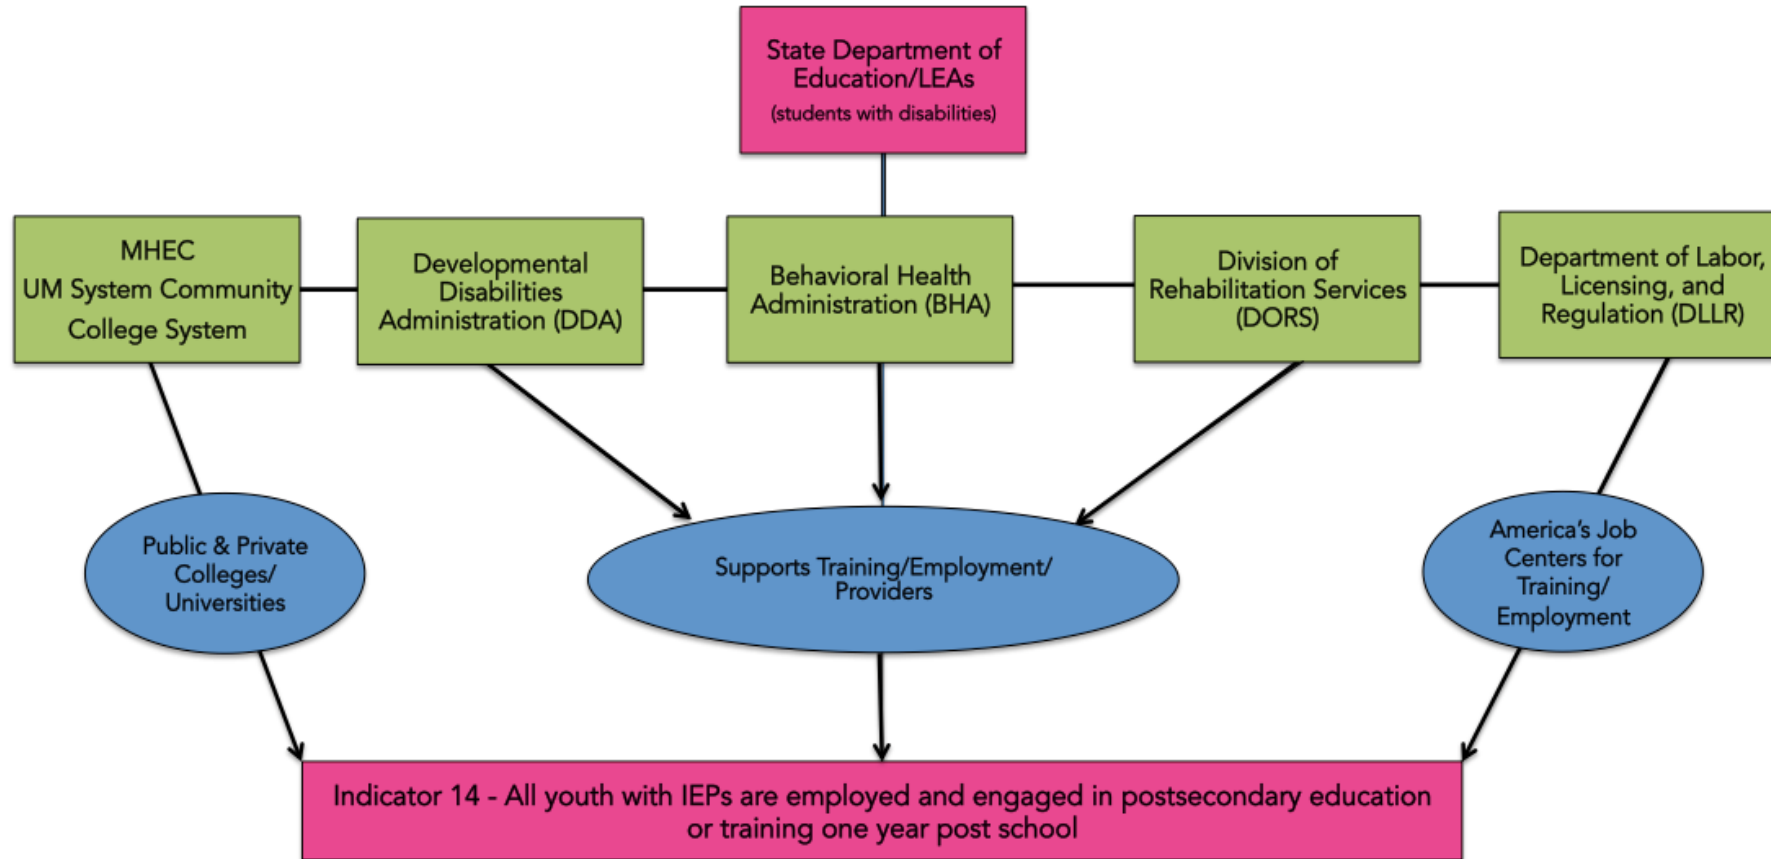 State Department of
Education/LEAs
(students with disabilities)
MHEC
UM System Community
College System
Developmental
Disabilities
Administration (DDA)
Behavioral Health
Administration (BHA)
Division of
Rehabilitation Services
(DORS)
Department of Labor,
Licensing, and
Regulation (DLLR)
Public & Private
Colleges/
Universities
Supports Training/Employment/
Providers
America's Job
Centers for
Training/
Employment
Indicator 14 - All youth with IEPs are employed and engaged in postsecondary education
or training one year post school